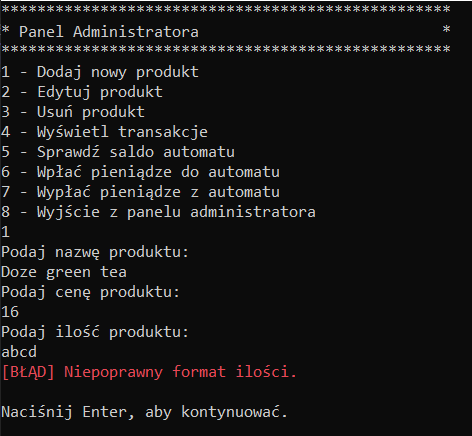 **************************************************
* Panel Administratora                           *
**************************************************
1 - Dodaj nowy produkt
2 - Edytuj produkt
3 - Usuń produkt
4 - Wyświetl transakcje
5 - Sprawdź saldo automatu
6 - Wpłać pieniądze do automatu
7 - Wypłać pieniądze z automatu
8 - Wyjście z panelu administratora
1
Podaj nazwę produktu:
Doze green tea
Podaj cenę produktu:
16
Podaj ilość produktu:
abcd
[BŁĄD] Niepoprawny format ilości.
Naciśnij Enter, aby kontynuować.